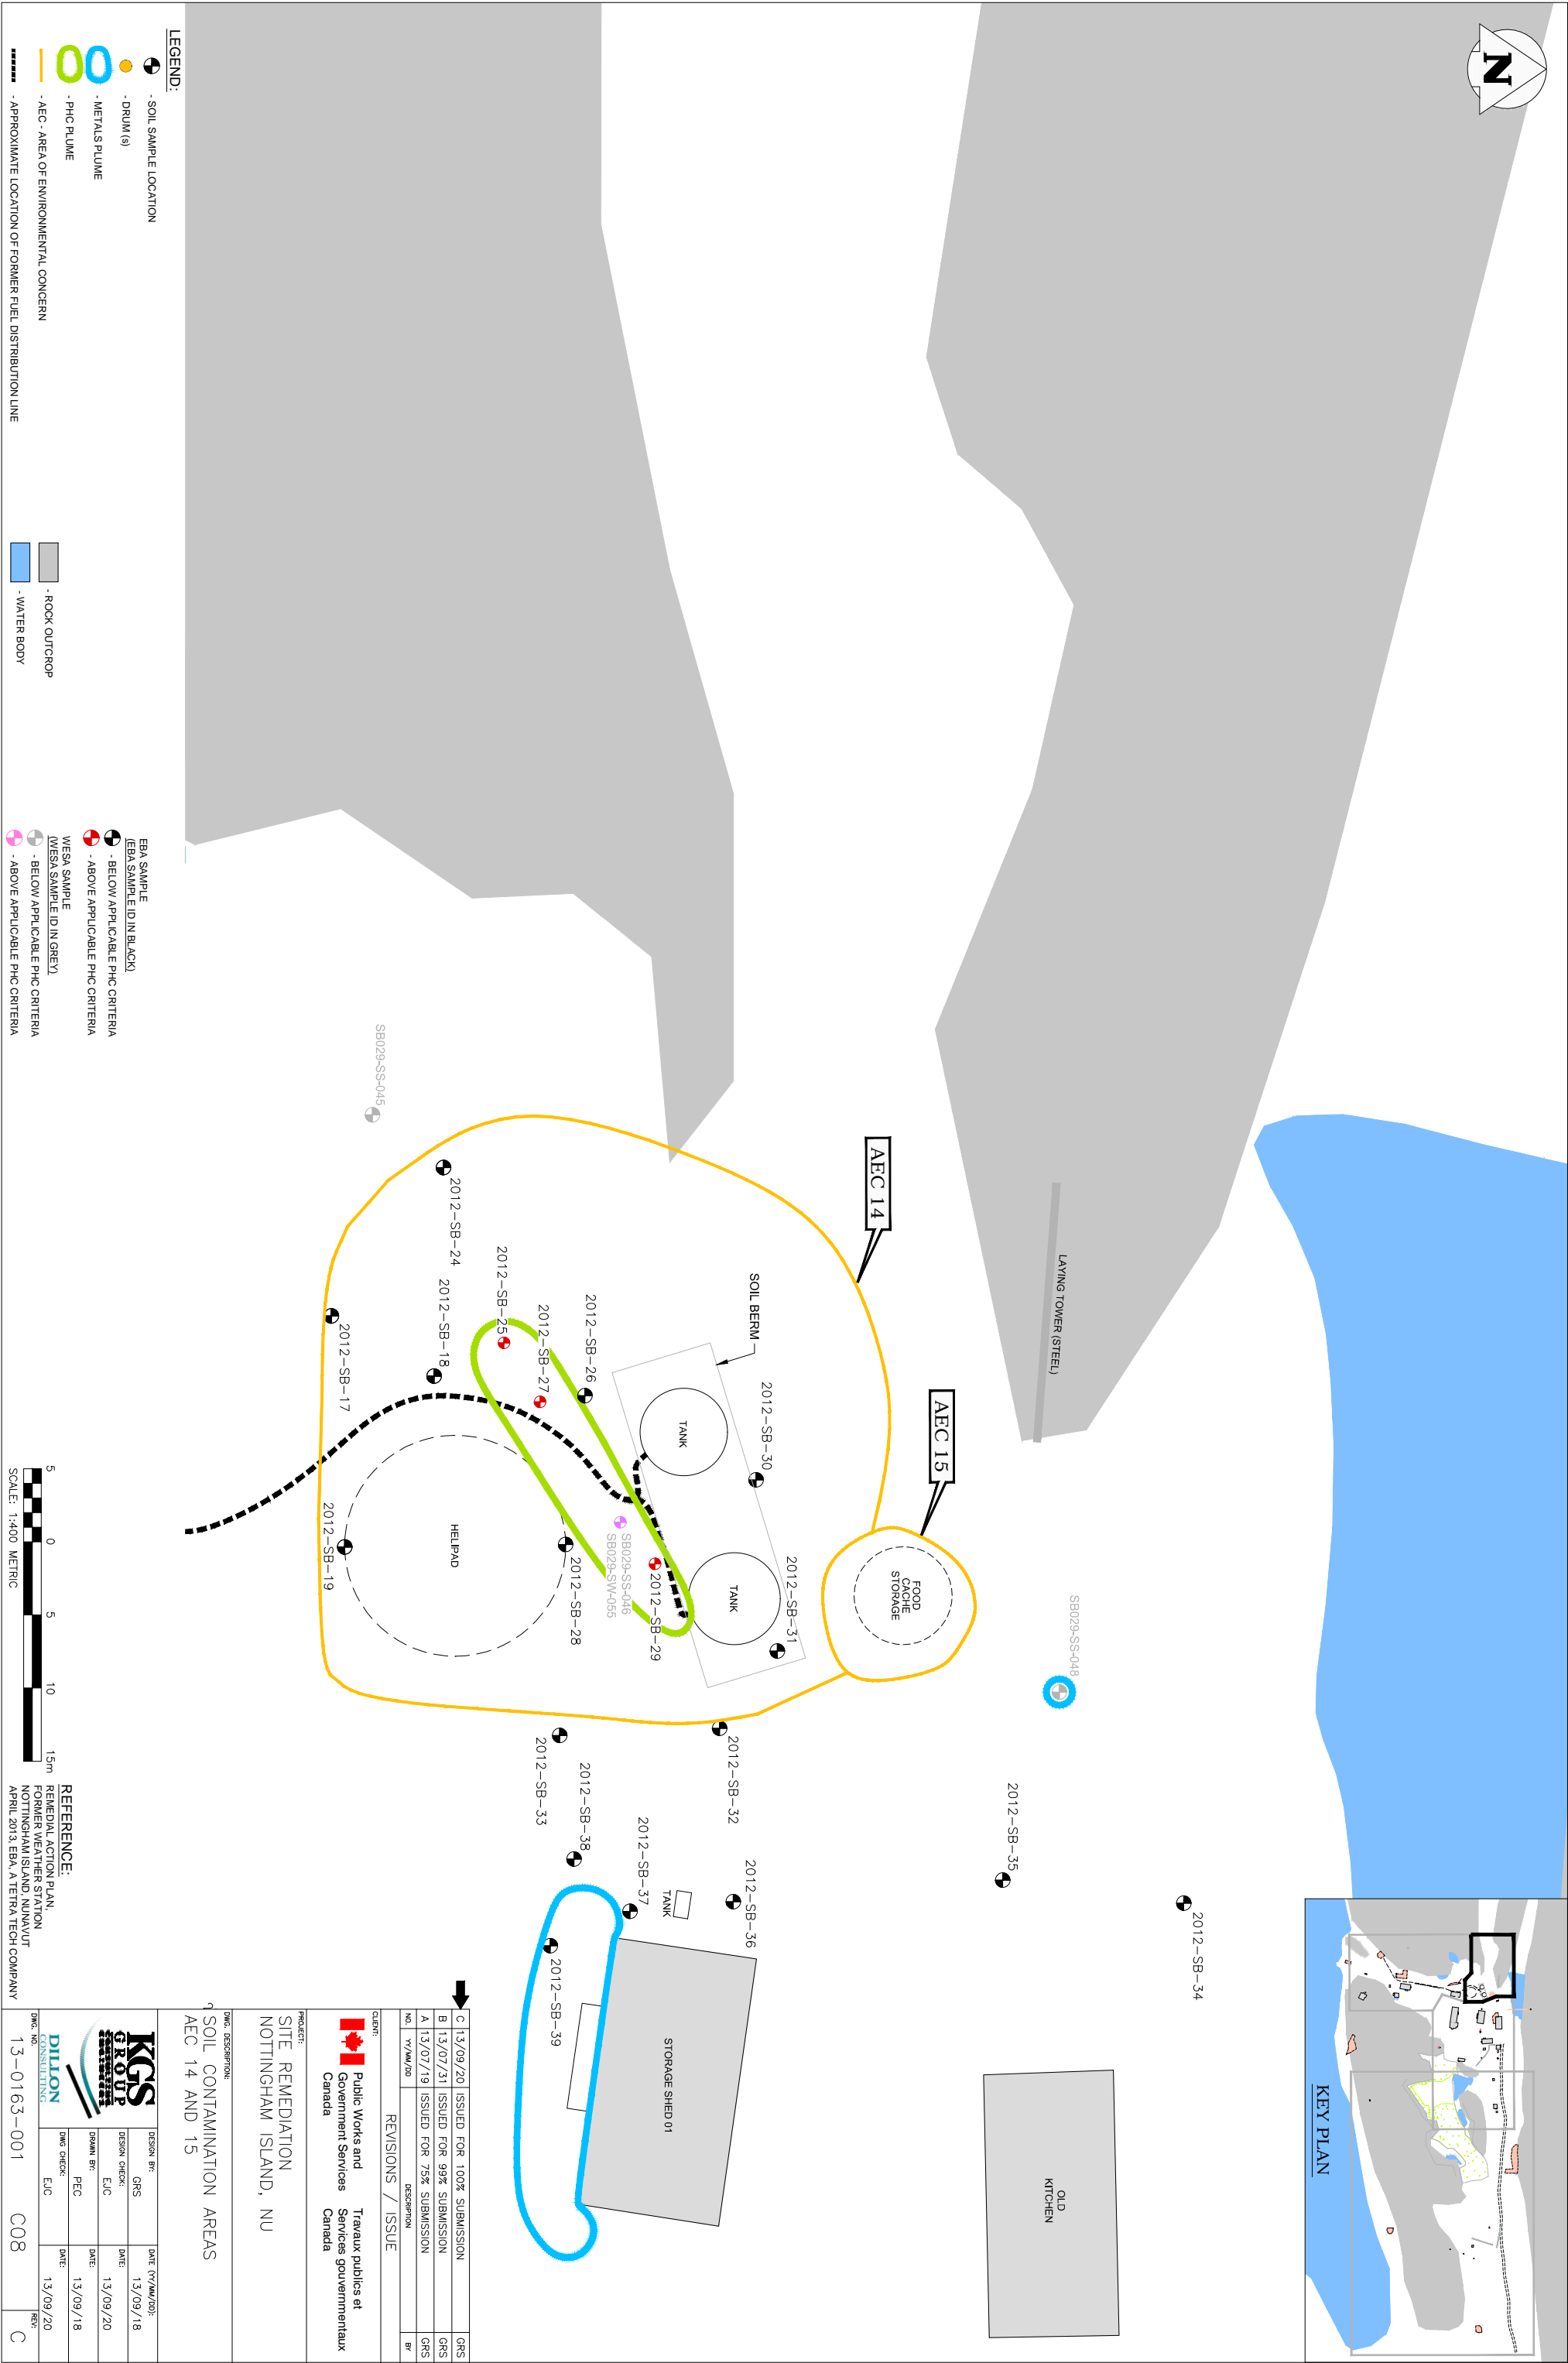 N
KEY PLAN
LAYING TOWER (STEEL)
AEC 14
AEC 15
SOIL BERM
TANK
TANK
FOOD
CACHE
STORAGE
HELIPAD
TANK
STORAGE SHED 01
OLD
KITCHEN
SB029-SS-045
SB029-SS-048
SB029-SS-046
SB029-SW-055
2012-SB-17
2012-SB-18
2012-SB-19
2012-SB-24
2012-SB-25
2012-SB-26
2012-SB-27
2012-SB-28
2012-SB-29
2012-SB-30
2012-SB-31
2012-SB-32
2012-SB-33
2012-SB-34
2012-SB-35
2012-SB-36
2012-SB-37
2012-SB-38
2012-SB-39
LEGEND:
- SOIL SAMPLE LOCATION
- DRUM(s)
- METALS PLUME
- PHC PLUME
- AEC - AREA OF ENVIRONMENTAL CONCERN
- APPROXIMATE LOCATION OF FORMER FUEL DISTRIBUTION LINE
- ROCK OUTCROP
- WATER BODY
EBA SAMPLE
(EBA SAMPLE ID IN BLACK)
- BELOW APPLICABLE PHC CRITERIA
- ABOVE APPLICABLE PHC CRITERIA
WESA SAMPLE
(WESA SAMPLE ID IN GREY)
- BELOW APPLICABLE PHC CRITERIA
- ABOVE APPLICABLE PHC CRITERIA
5 0 5 10 15m
SCALE: 1:400 METRIC
REFERENCE:
REMEDIAL ACTION PLAN,
FORMER WEATHER STATION
NOTTINGHAM ISLAND, NUNAVUT
APRIL 2013, EBA, A TETRA TECH COMPANY
C 13/09/20 ISSUED FOR 100% SUBMISSION GRS
B 13/07/31 ISSUED FOR 99% SUBMISSION GRS
A 13/07/19 ISSUED FOR 75% SUBMISSION GRS
NO. YY/MM/DD DESCRIPTION BY
REVISIONS / ISSUE
CLIENT:
Public Works and Travaux publics et
Government Services Services gouvernmentaux
Canada Canada
PROJECT:
SITE REMEDIATION
NOTTINGHAM ISLAND, NU
DWG. DESCRIPTION:
SOIL CONTAMINATION AREAS
AEC 14 AND 15
KGS
GROUP
DILLON
CONSULTING
DESIGN BY: GRS DATE (YY/MM/DD): 13/09/18
DESIGN CHECK: EJC DATE: 13/09/20
DRAWN BY: PEC DATE: 13/09/18
DWG CHECK: EJC DATE: 13/09/20
DWG. NO. 13-0163-001 C08 REV: C